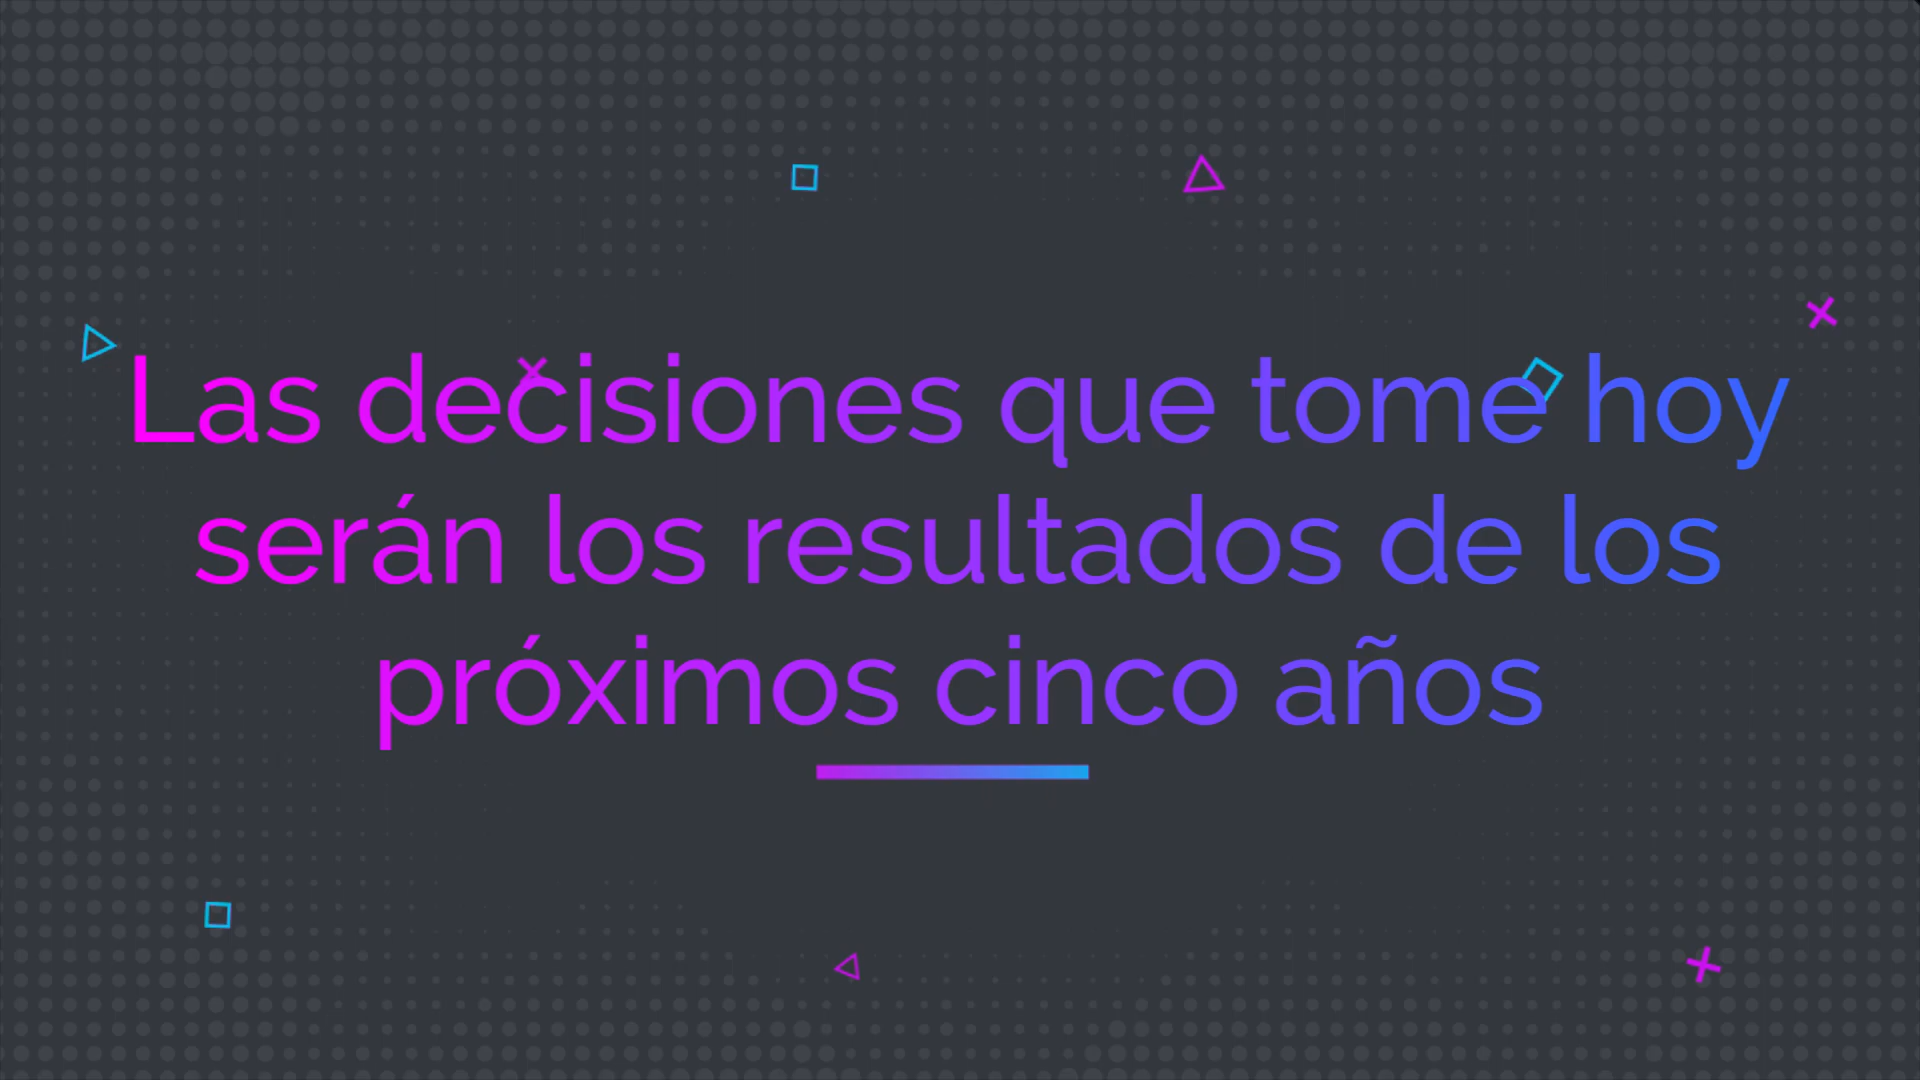 Las decisiones que tome hoy
serán los resultados de los
próximos cinco años